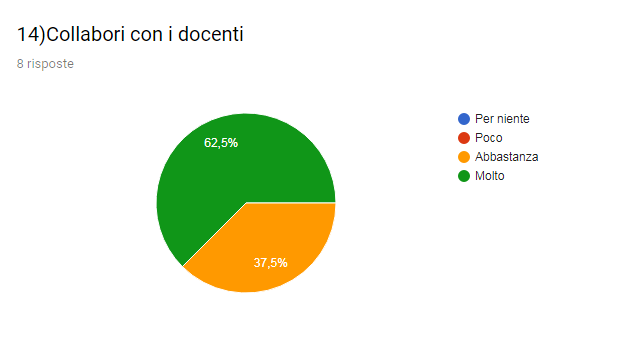 14)Collabori con i docenti
8 risposte
62,5%
37,5%
Per niente
Poco
Abbastanza
Molto